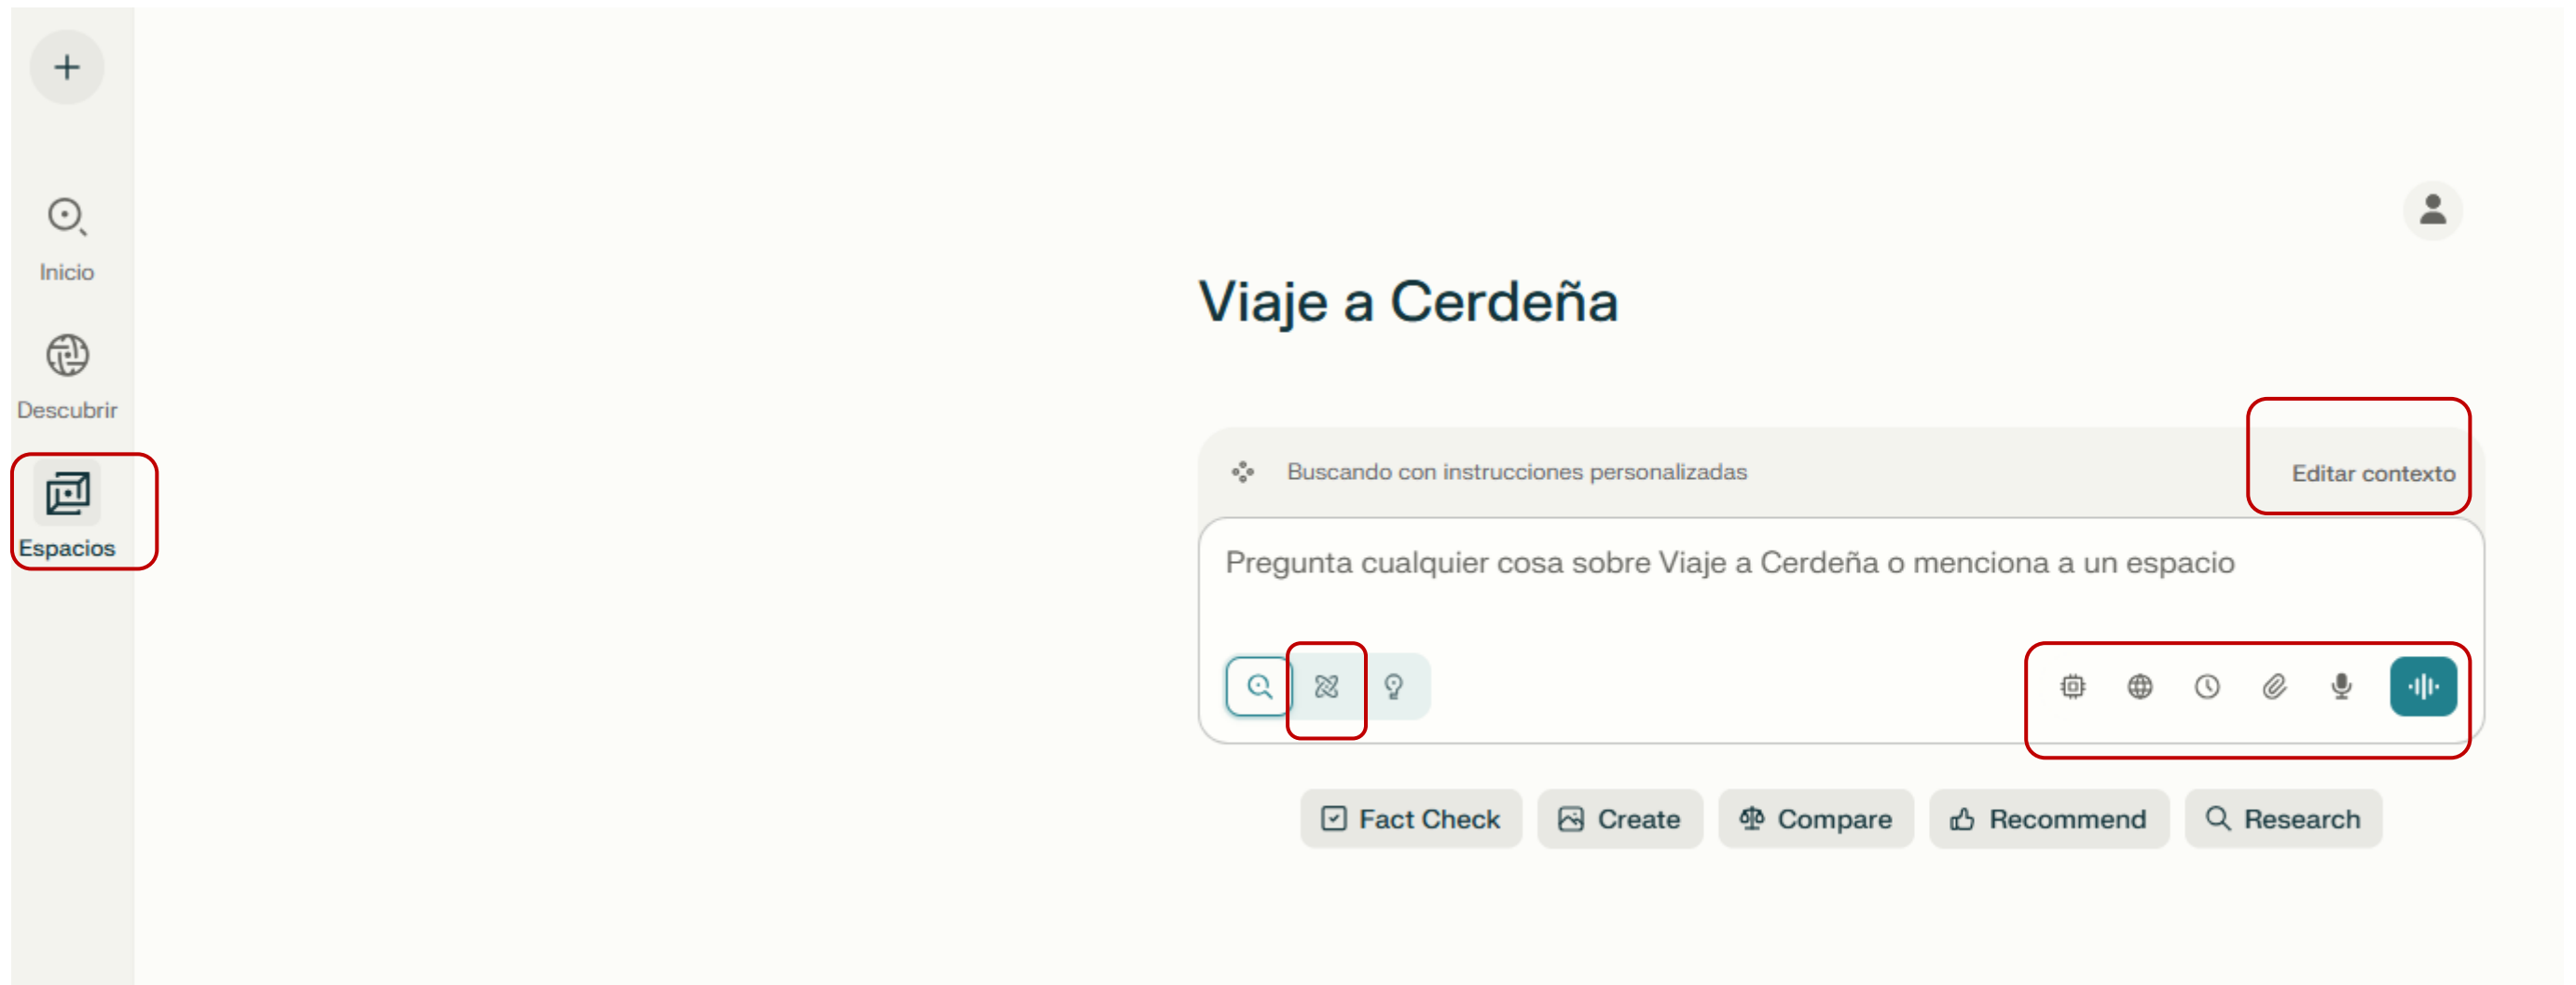 Inicio
Descubrir
Espacios
Viaje a Cerdeña
Buscando con instrucciones personalizadas
Editar contexto
Pregunta cualquier cosa sobre Viaje a Cerdeña o menciona a un espacio
Fact Check
Create
Compare
Recommend
Research